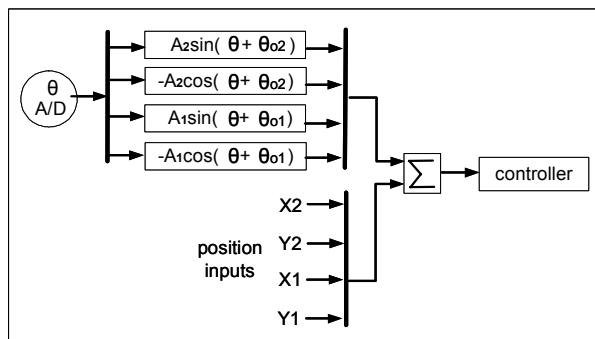 θ
A/D
A₂sin( θ + θo2)
-A₂cos( θ + θo2)
A₁sin( θ + θo1)
-A₁cos( θ + θo1)
Σ
controller
position
inputs
X2
Y2
X1
Y1